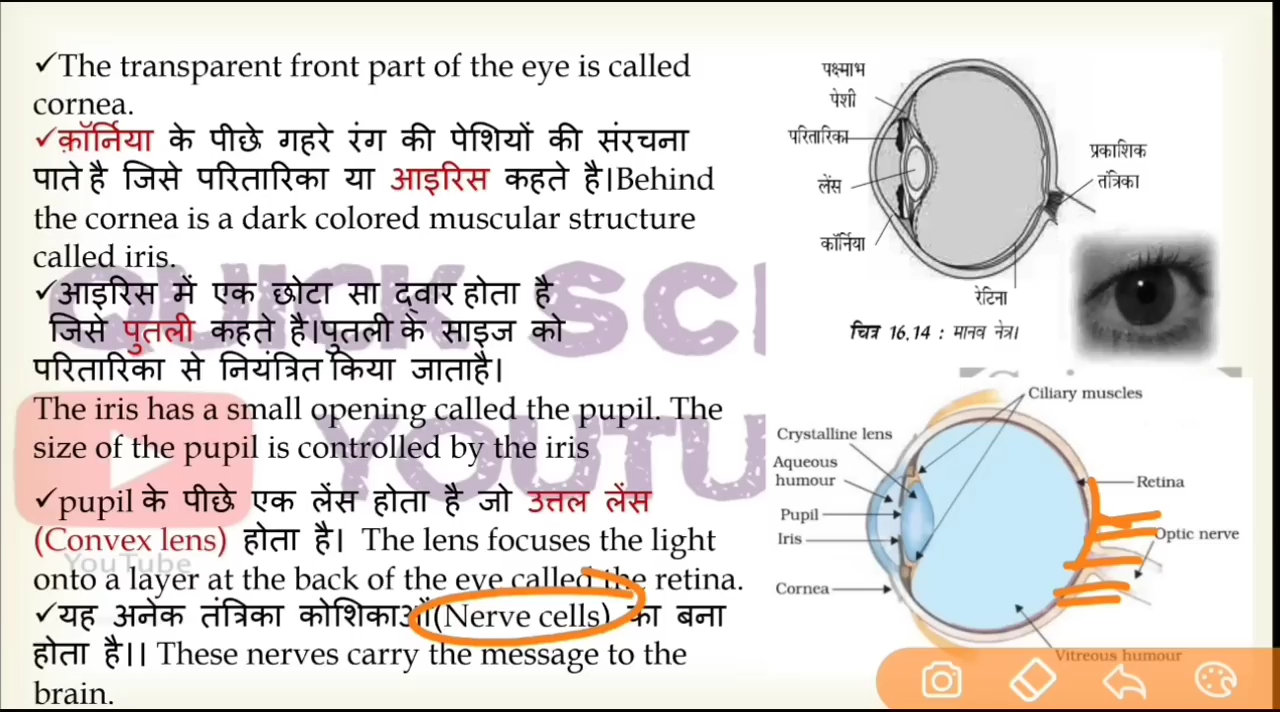 ✓The transparent front part of the eye is called
cornea.
✓क़ॉर्निया के पीछे गहरे रंग की पेशियों की संरचना
पाते है जिसे परितारिका या आइरिस कहते है।Behind
the cornea is a dark colored muscular structure
called iris.
✓आइरिस में एक छोटा सा द्वार होता है
जिसे पुतली कहते है।पुतली के साइज को
परितारिका से नियंत्रित किया जाताहै।
The iris has a small opening called the pupil. The
size of the pupil is controlled by the iris
✓pupil के पीछे एक लेंस होता है जो उत्तल लेंस
(Convex lens) होता है। The lens focuses the light
onto a layer at the back of the eye called the retina.
✓यह अनेक तंत्रिका कोशिकाओं(Nerve cells) का बना
होता है।। These nerves carry the message to the
brain.
पक्ष्माभ
पेशी
परितारिका
लेंस
कॉर्निया
प्रकाशिक
तंत्रिका
रेटिना
चित्र 16.14 : मानव नेत्र।
Ciliary muscles
Crystalline lens
Aqueous
humour
Pupil
Iris
Cornea
Retina
Optic nerve
Vitreous humour
QUICK SC
YOUTU
YouTube